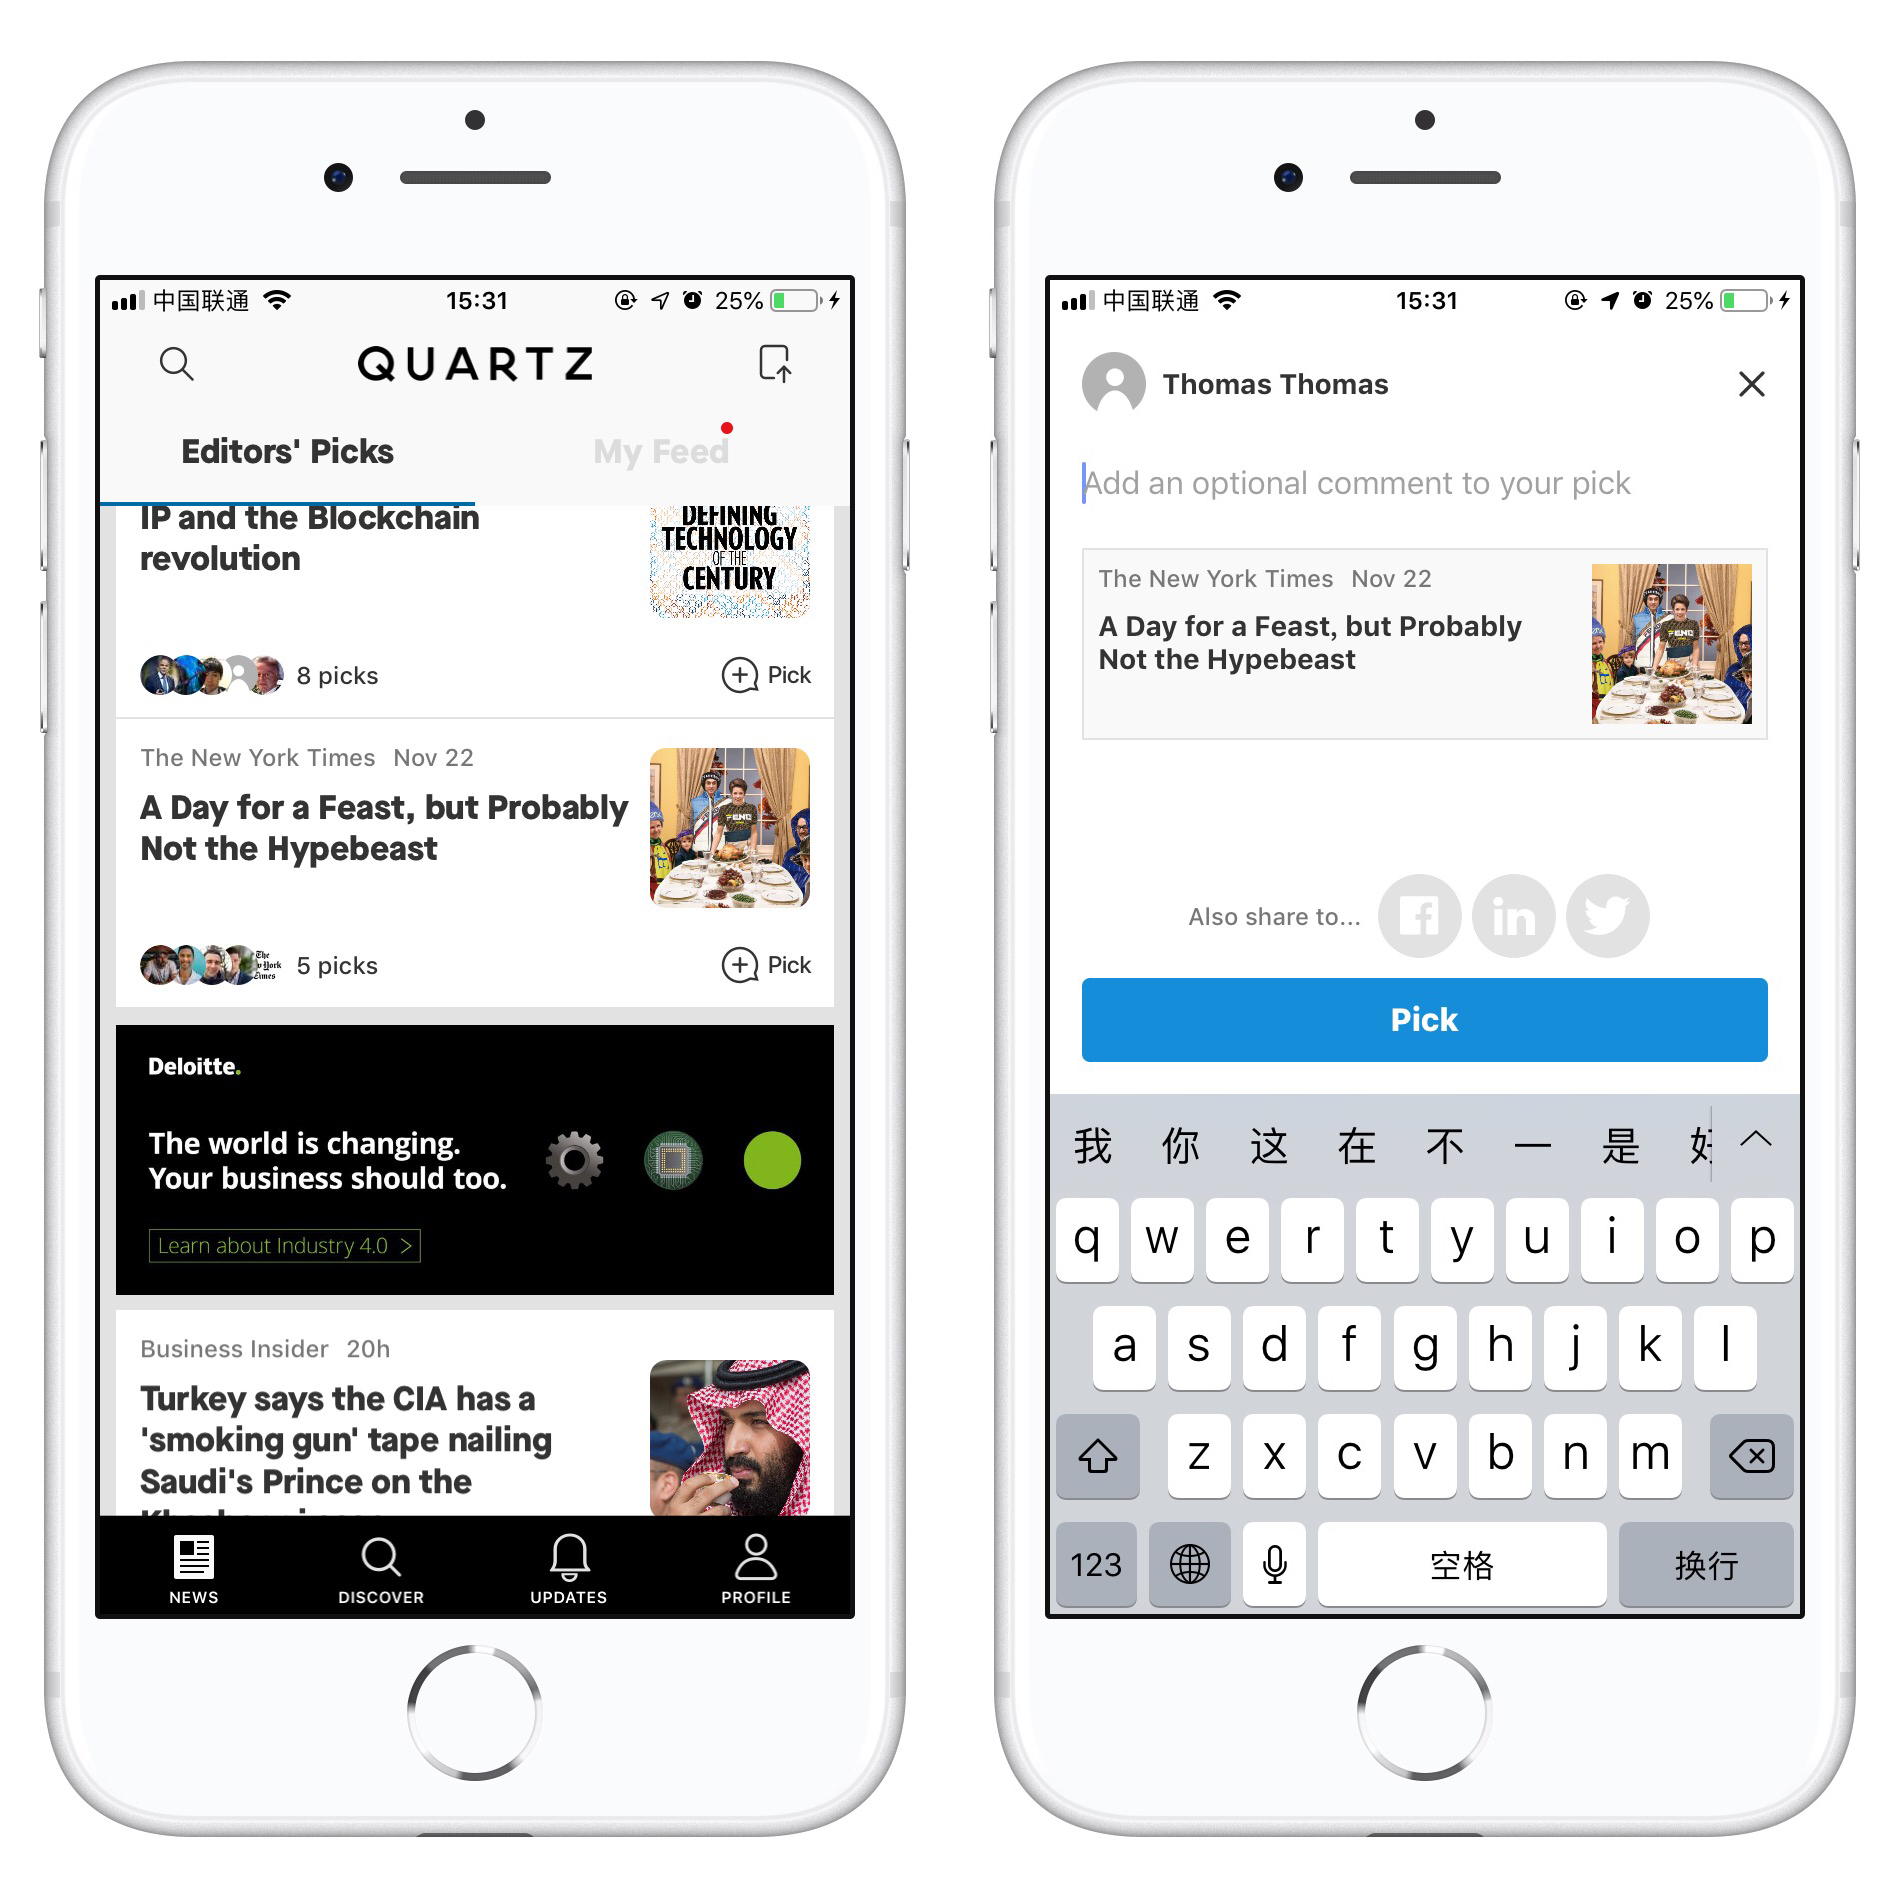 中国联通
15:31
25%
QUARTZ
Editors' Picks
My Feed
IP and the Blockchain
revolution
DEFINING
TECHNOLOGY
OF THE
CENTURY
8 picks
Pick
The New York Times Nov 22
A Day for a Feast, but Probably
Not the Hypebeast
5 picks
Pick
Deloitte.
The world is changing.
Your business should too.
Learn about Industry 4.0 >
Business Insider 20h
Turkey says the CIA has a
'smoking gun' tape nailing
Saudi's Prince on the
NEWS
DISCOVER
UPDATES
PROFILE
中国联通
15:31
25%
Thomas Thomas
Add an optional comment to your pick
The New York Times Nov 22
A Day for a Feast, but Probably
Not the Hypebeast
Also share to...
in
Pick
我 你 这 在 不 一 是 好
q w e r t y u i o p
a s d f g h j k l
z x c v b n m
123
空格
换行